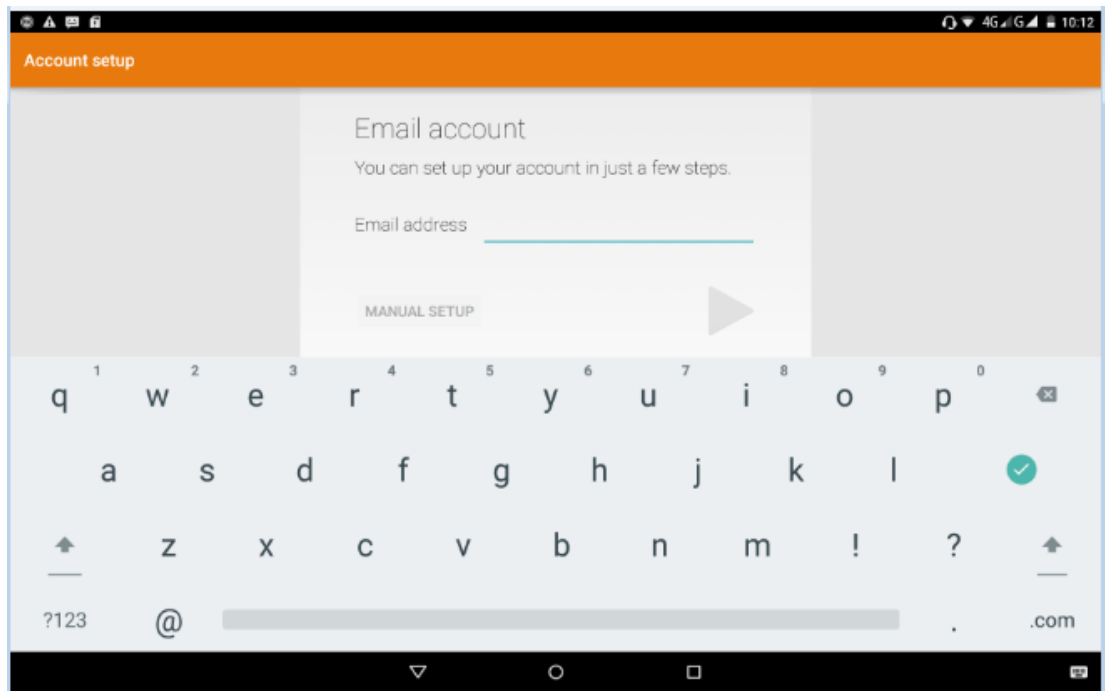 4G G 10:12
Account setup
Email account
You can set up your account in just a few steps.
Email address
MANUAL SETUP
1 2 3 4 5 6 7 8 9 0
q w e r t y u i o p
a s d f g h j k l
z x c v b n m ! ?
?123 @ . .com